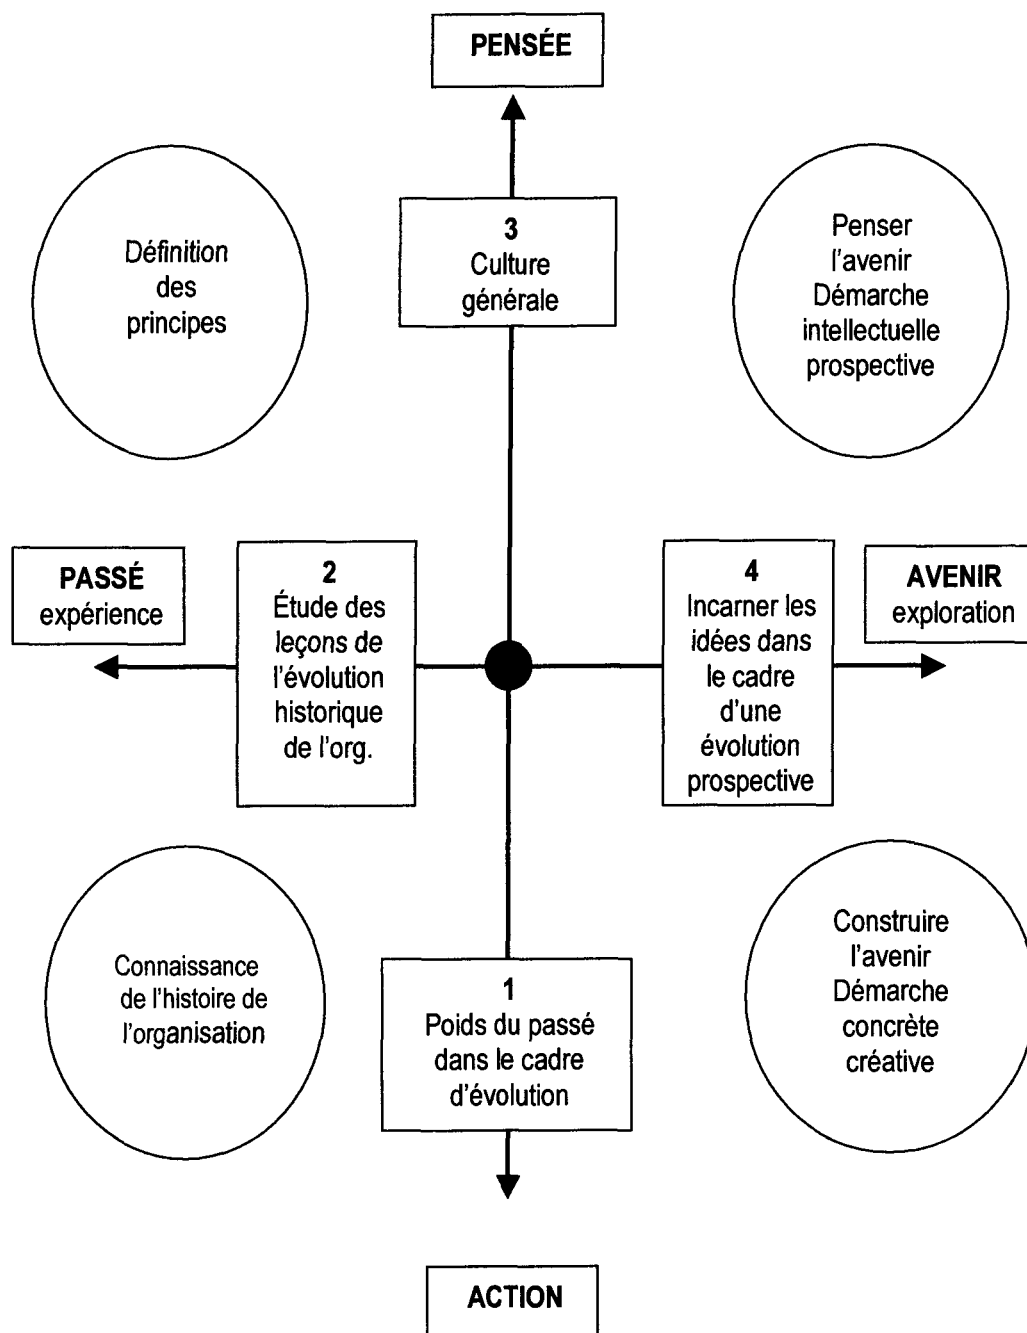 PENSÉE
Définition
des
principes
3
Culture
générale
Penser
l'avenir
Démarche
intellectuelle
prospective
PASSÉ
expérience
2
Étude des
leçons de
l'évolution
historique
de l'org.
4
Incarner les
idées dans
le cadre
d'une
évolution
prospective
AVENIR
exploration
Connaissance
de l'histoire de
l'organisation
1
Poids du passé
dans le cadre
d'évolution
Construire
l'avenir
Démarche
concrète
créative
ACTION